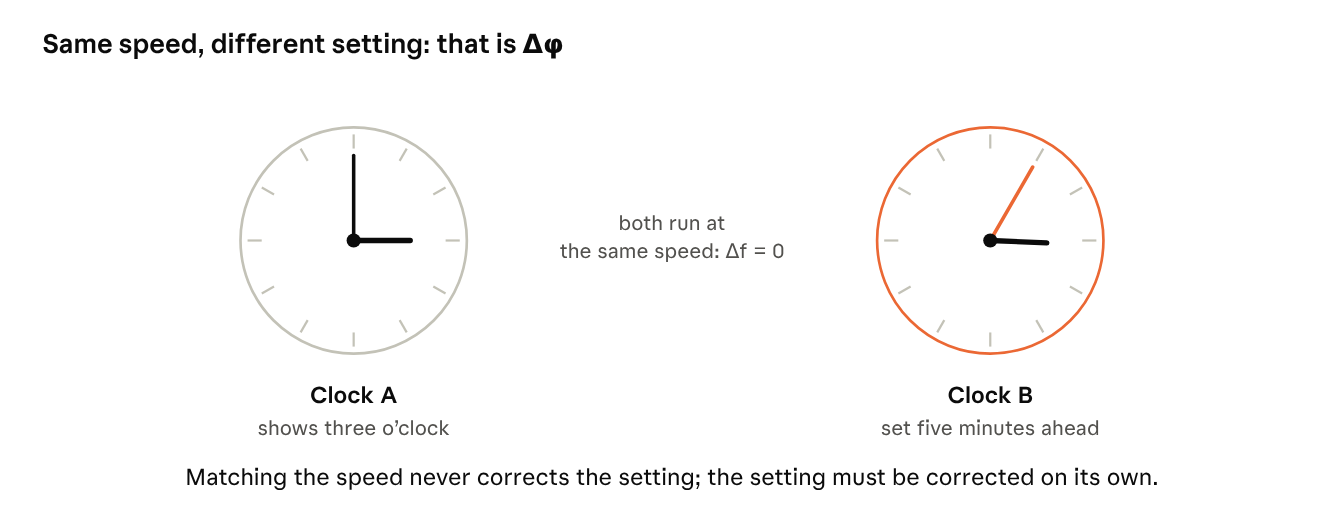 Same speed, different setting: that is Δφ
both run at
the same speed: Δf = 0
Clock A
shows three o’clock
Clock B
set five minutes ahead
Matching the speed never corrects the setting; the setting must be corrected on its own.